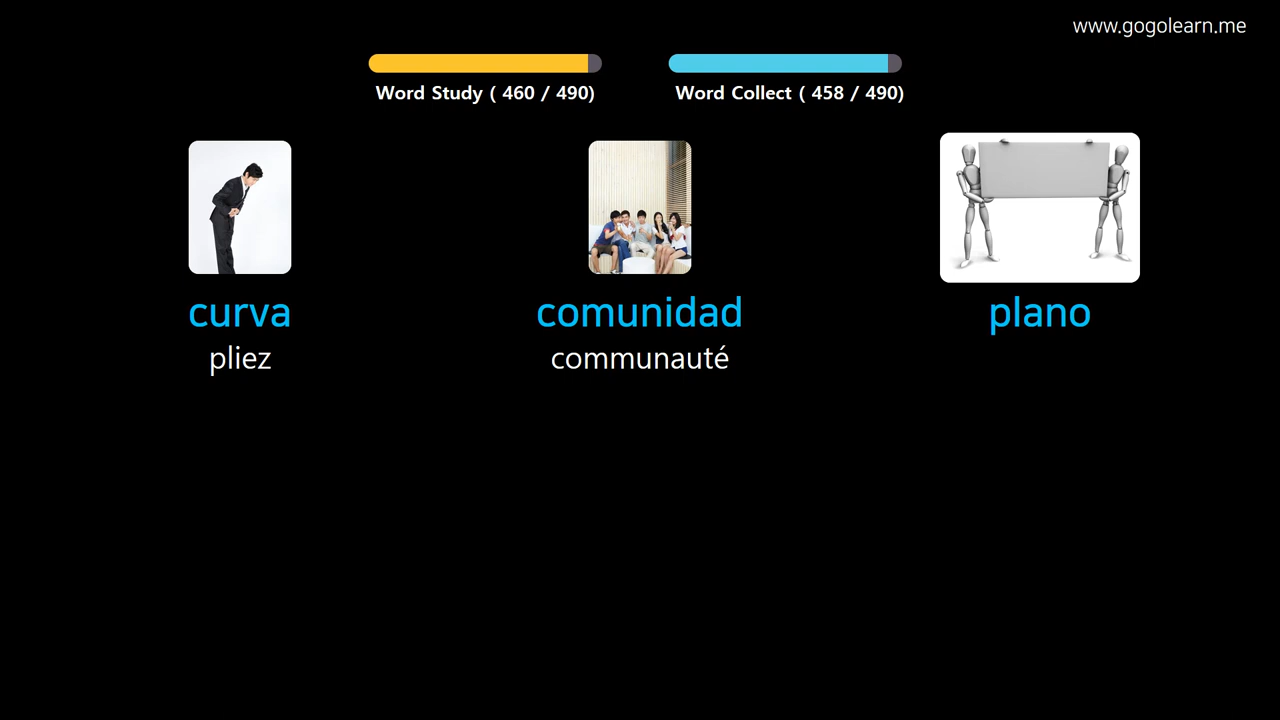 www.gogolearn.me
Word Study ( 460 / 490)
Word Collect ( 458 / 490)
curva
pliez
comunidad
communauté
plano